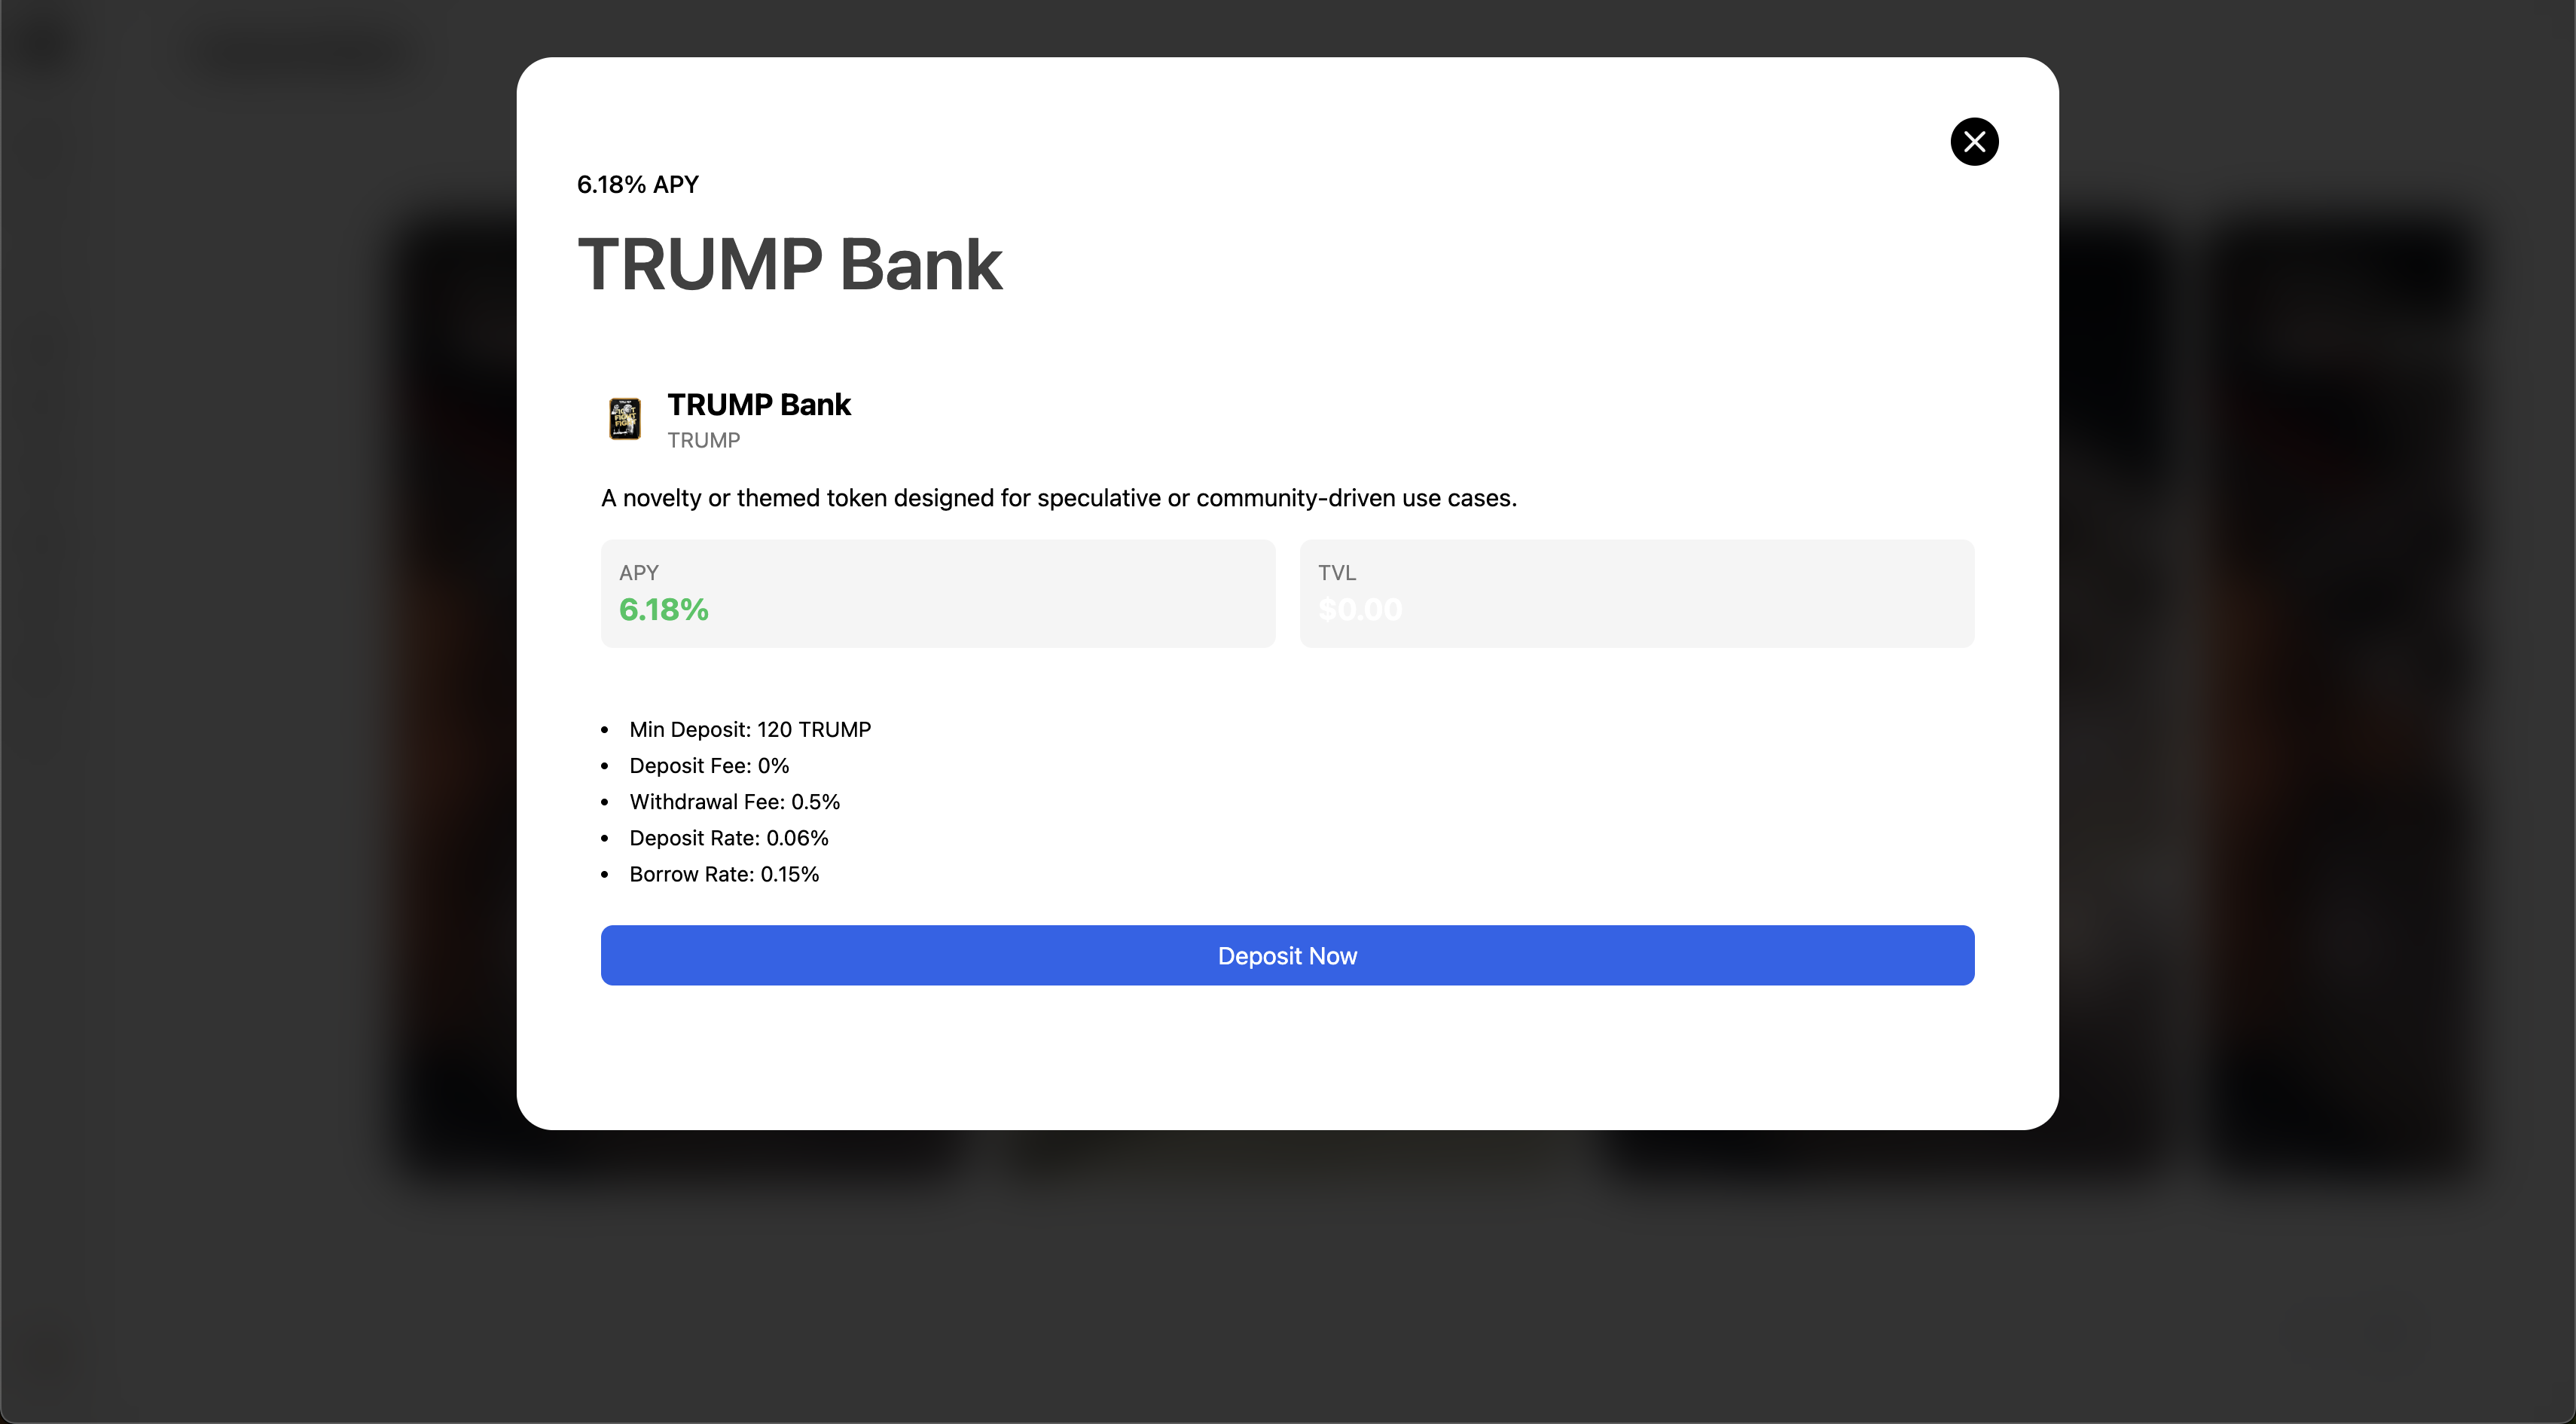 6.18% APY
TRUMP Bank
FIGHT
FIGHT
TRUMP Bank
TRUMP
A novelty or themed token designed for speculative or community-driven use cases.
APY
TVL
6.18%
$0.00
• Min Deposit: 120 TRUMP
• Deposit Fee: 0%
• Withdrawal Fee: 0.5%
• Deposit Rate: 0.06%
• Borrow Rate: 0.15%
Deposit Now